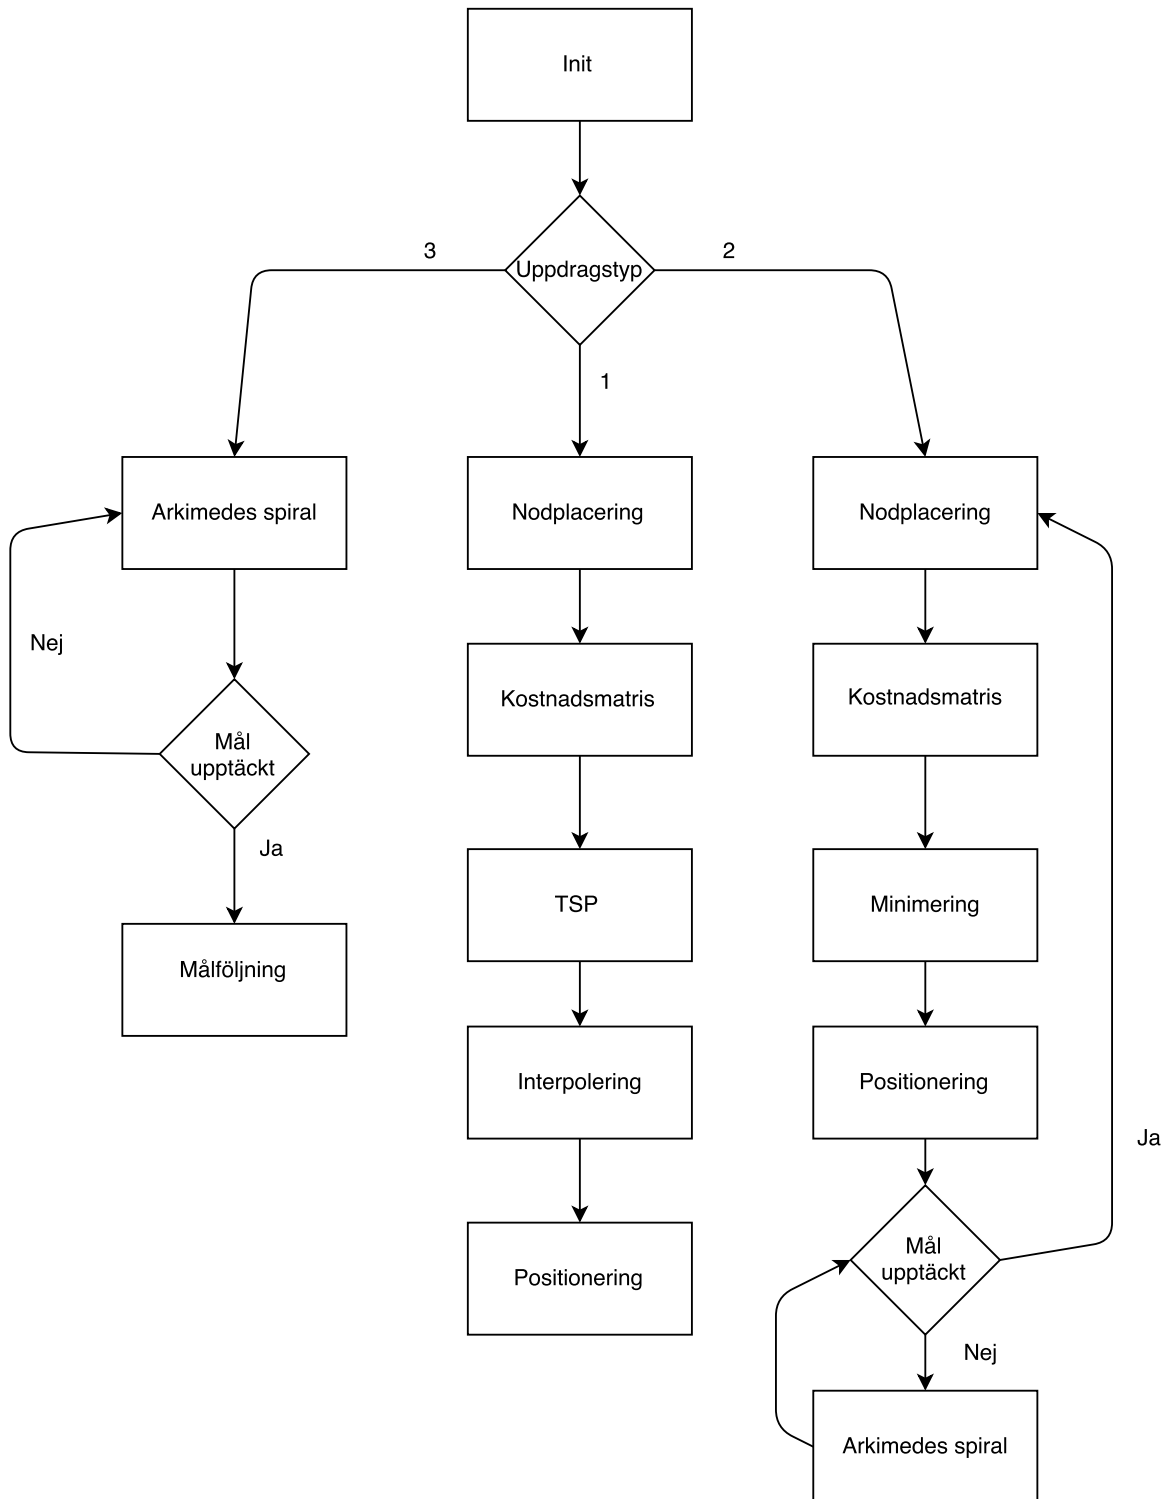 Init
Uppdragstyp
3
2
1
Arkimedes spiral
Nodplacering
Nodplacering
Nej
Kostnadsmatris
Kostnadsmatris
Mål
upptäckt
Ja
TSP
Minimering
Målföljning
Interpolering
Positionering
Ja
Positionering
Mål
upptäckt
Nej
Arkimedes spiral